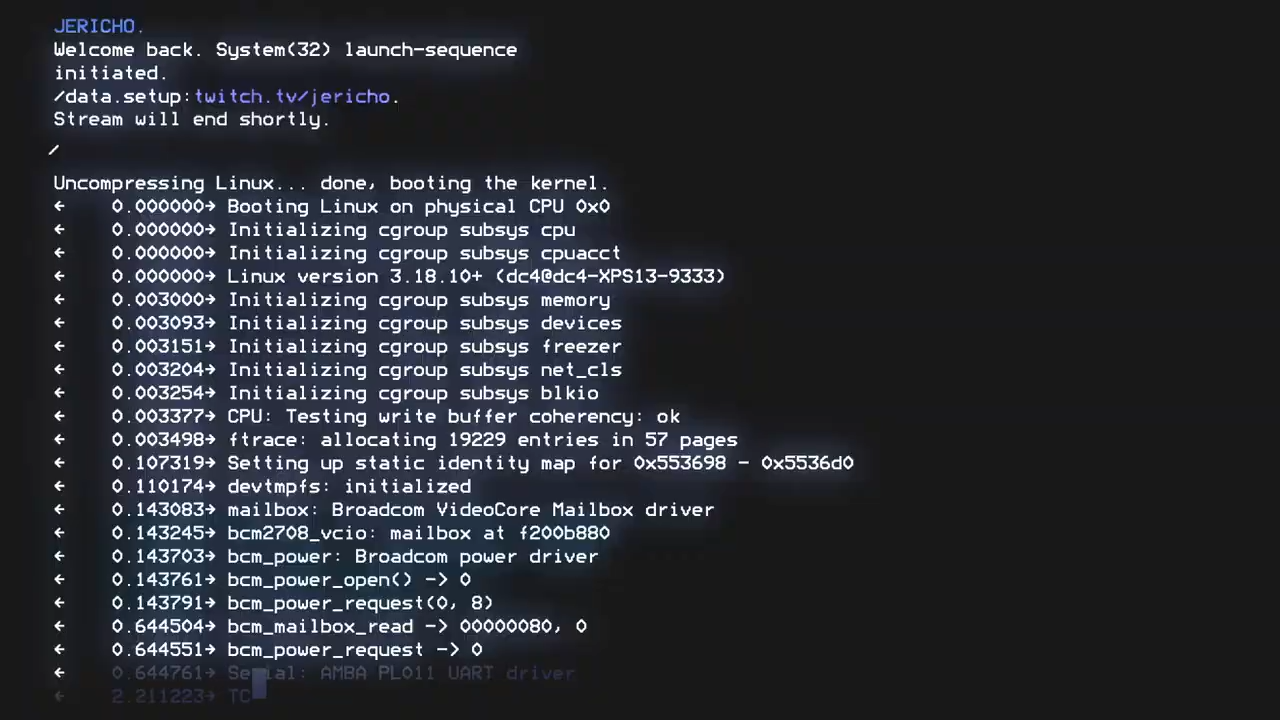 JERICHO.
Welcome back. System(32) launch-sequence
initiated.
/data.setup:twitch.tv/jericho.
Stream will end shortly.
/
Uncompressing Linux... done, booting the kernel.
← 0.000000→ Booting Linux on physical CPU 0x0
← 0.000000→ Initializing cgroup subsys cpu
← 0.000000→ Initializing cgroup subsys cpuacct
← 0.000000→ Linux version 3.18.10+ (dc4@dc4-XPS13-9333)
← 0.003000→ Initializing cgroup subsys memory
← 0.003093→ Initializing cgroup subsys devices
← 0.003151→ Initializing cgroup subsys freezer
← 0.003204→ Initializing cgroup subsys net_cls
← 0.003254→ Initializing cgroup subsys blkio
← 0.003377→ CPU: Testing write buffer coherency: ok
← 0.003498→ ftrace: allocating 19229 entries in 57 pages
← 0.107319→ Setting up static identity map for 0x553698 - 0x5536d0
← 0.110174→ devtmpfs: initialized
← 0.143083→ mailbox: Broadcom VideoCore Mailbox driver
← 0.143245→ bcm2708_vcio: mailbox at f200b880
← 0.143703→ bcm_power: Broadcom power driver
← 0.143761→ bcm_power_open() -> 0
← 0.143791→ bcm_power_request(0, 8)
← 0.644504→ bcm_mailbox_read -> 00000080, 0
← 0.644551→ bcm_power_request -> 0
← 0.644761→ Serial: AMBA PL011 UART driver
← 2.211223→ TC